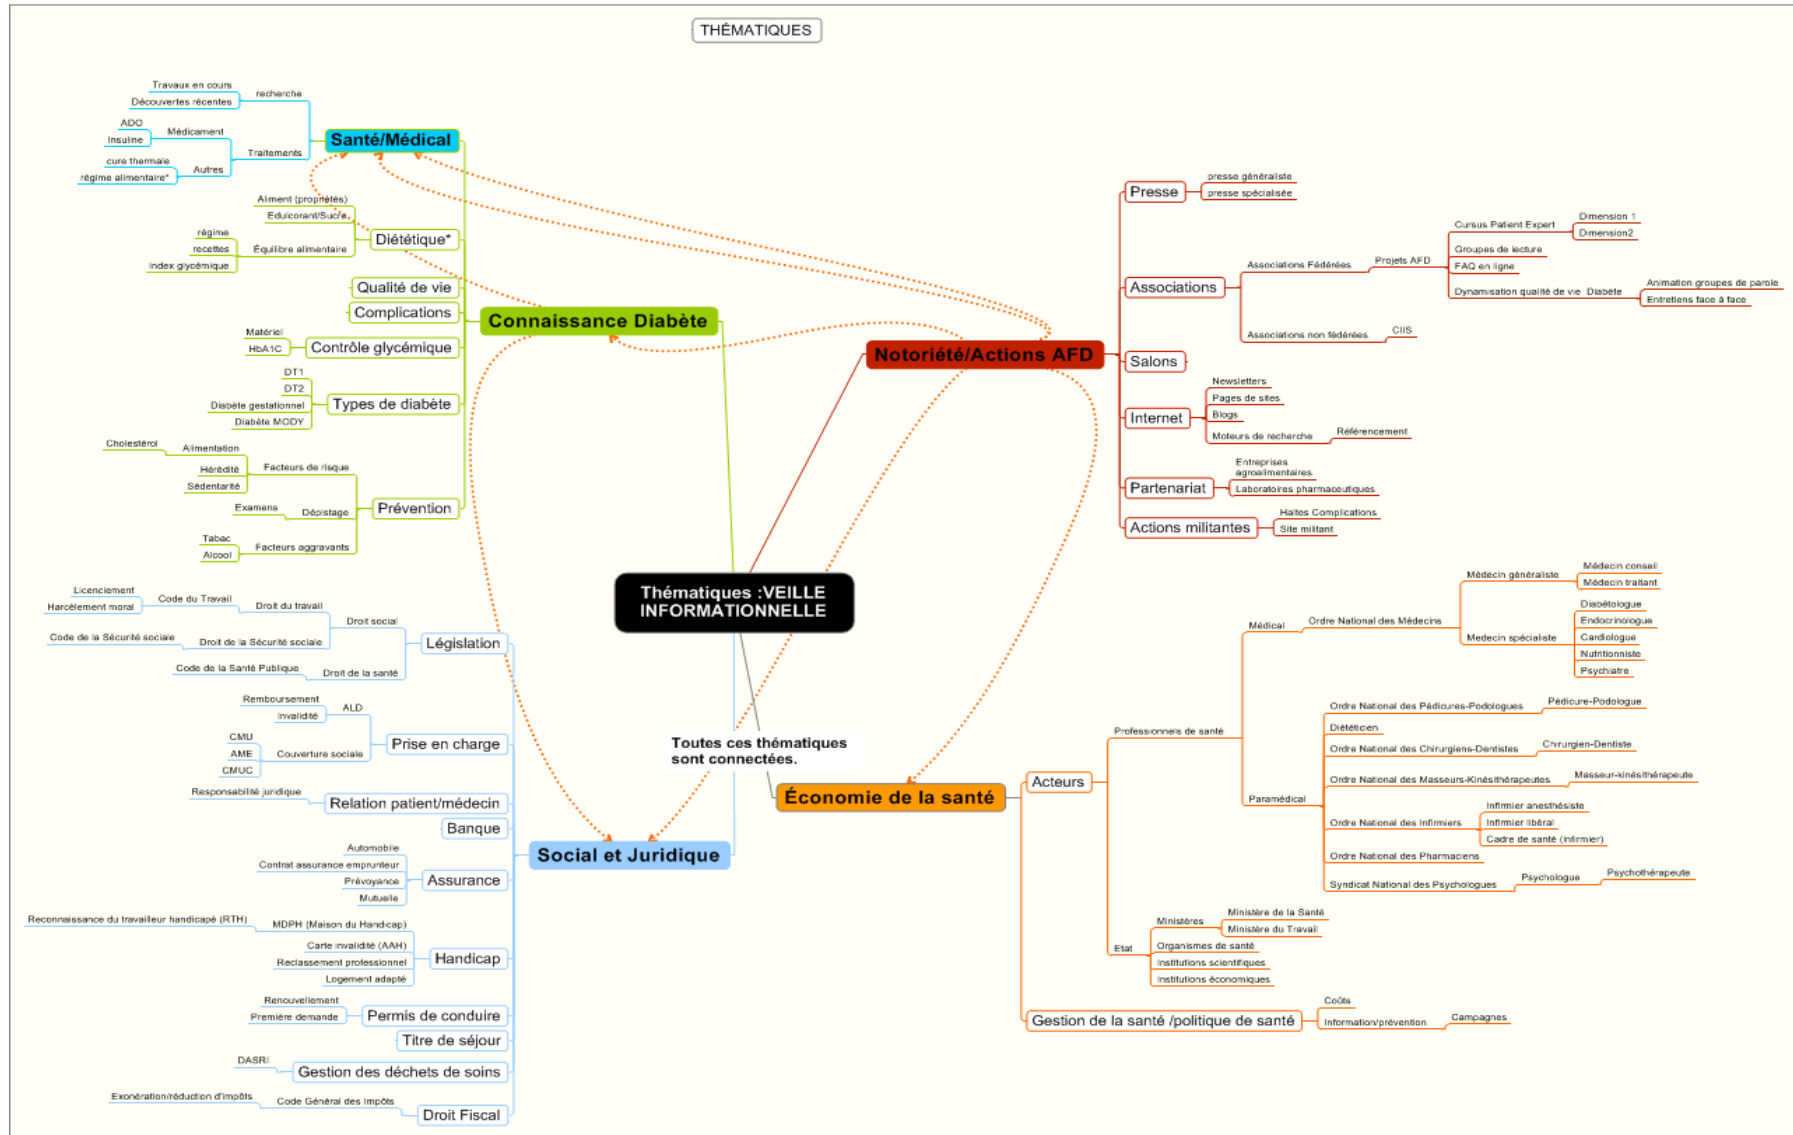 THÉMATIQUES
Travaux en cours
Découvertes récentes
recherche
ADO
Insuline
Médicament
cure thermale
régime alimentaire*
Autres
Traitements
Santé/Médical
Aliment (propriétés)
Edulcorant/Sucre
régime
recettes
Index glycémique
Équilibre alimentaire
Diététique*
Qualité de vie
Complications
Matériel
HbA1C
Contrôle glycémique
DT1
DT2
Diabète gestationnel
Diabète MODY
Types de diabète
Cholestérol
Alimentation
Hérédité
Sédentarité
Facteurs de risque
Examens
Dépistage
Tabac
Alcool
Facteurs aggravants
Prévention
Connaissance Diabète
Notoriété/Actions AFD
Presse
presse généraliste
presse spécialisée
Associations
Associations Fédérées
Projets AFD
Cursus Patient Expert
Dimension 1
Dimension2
Groupes de lecture
FAQ en ligne
Dynamisation qualité de vie Diabète
Animation groupes de parole
Entretiens face à face
Associations non fédérées
CIIS
Salons
Internet
Newsletters
Pages de sites
Blogs
Moteurs de recherche
Référencement
Partenariat
Entreprises
agroalimentaires
Laboratoires pharmaceutiques
Actions militantes
Haltes Complications
Site militant
Thématiques :VEILLE
INFORMATIONNELLE
Licenciement
Harcèlement moral
Code du Travail
Droit du travail
Code de la Sécurité sociale
Droit de la Sécurité sociale
Droit social
Code de la Santé Publique
Droit de la santé
Législation
Remboursement
Invalidité
ALD
CMU
AME
CMUC
Couverture sociale
Prise en charge
Responsabilité juridique
Relation patient/médecin
Banque
Automobile
Contrat assurance emprunteur
Prévoyance
Mutuelle
Assurance
Reconnaissance du travailleur handicapé (RTH)
MDPH (Maison du Handicap)
Carte invalidité (AAH)
Reclassement professionnel
Logement adapté
Handicap
Renouvellement
Première demande
Permis de conduire
Titre de séjour
DASRI
Gestion des déchets de soins
Exonération/réduction d'impôts
Code Général des Impôts
Droit Fiscal
Social et Juridique
Toutes ces thématiques
sont connectées.
Économie de la santé
Acteurs
Professionnels de santé
Médical
Ordre National des Médecins
Médecin généraliste
Médecin conseil
Médecin traitant
Medecin spécialiste
Diabétologue
Endocrinologue
Cardiologue
Nutritionniste
Psychiatre
Paramédical
Ordre National des Pédicures-Podologues
Pédicure-Podologue
Diététicien
Ordre National des Chirurgiens-Dentistes
Chirurgien-Dentiste
Ordre National des Masseurs-Kinésithérapeutes
Masseur-kinésithérapeute
Ordre National des Infirmiers
Infirmier anesthésiste
Infirmier libéral
Cadre de santé (infirmier)
Ordre National des Pharmaciens
Syndicat National des Psychologues
Psychologue
Psychothérapeute
Etat
Ministères
Ministère de la Santé
Ministère du Travail
Organismes de santé
Institutions scientifiques
Institutions économiques
Gestion de la santé /politique de santé
Coûts
Information/prévention
Campagnes